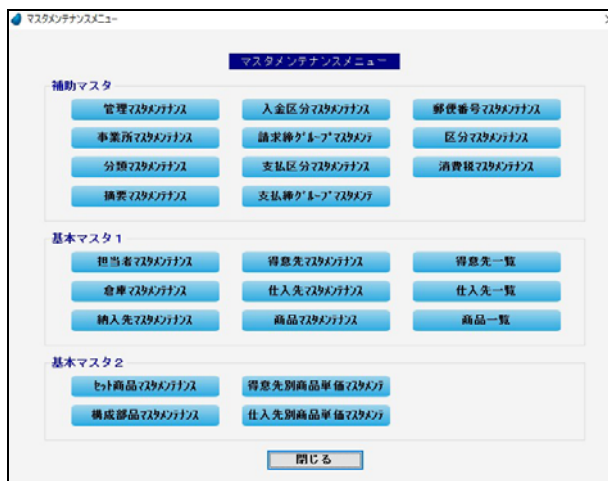 マスタメンテナンスメニュー
マスタメンテナンスメニュー
補助マスタ
管理ﾏｽﾀﾒﾝﾃﾅﾝｽ 入金区分ﾏｽﾀﾒﾝﾃﾅﾝｽ 郵便番号ﾏｽﾀﾒﾝﾃﾅﾝｽ
事業所ﾏｽﾀﾒﾝﾃﾅﾝｽ 請求締ｸﾞﾙｰﾌﾟﾏｽﾀﾒﾝﾃ 区分ﾏｽﾀﾒﾝﾃﾅﾝｽ
分類ﾏｽﾀﾒﾝﾃﾅﾝｽ 支払区分ﾏｽﾀﾒﾝﾃﾅﾝｽ 消費税ﾏｽﾀﾒﾝﾃﾅﾝｽ
摘要ﾏｽﾀﾒﾝﾃﾅﾝｽ 支払締ｸﾞﾙｰﾌﾟﾏｽﾀﾒﾝﾃ
基本マスタ１
担当者ﾏｽﾀﾒﾝﾃﾅﾝｽ 得意先ﾏｽﾀﾒﾝﾃﾅﾝｽ 得意先一覧
倉庫ﾏｽﾀﾒﾝﾃﾅﾝｽ 仕入先ﾏｽﾀﾒﾝﾃﾅﾝｽ 仕入先一覧
納入先ﾏｽﾀﾒﾝﾃﾅﾝｽ 商品ﾏｽﾀﾒﾝﾃﾅﾝｽ 商品一覧
基本マスタ２
ｾｯﾄ商品ﾏｽﾀﾒﾝﾃﾅﾝｽ 得意先別商品単価ﾏｽﾀﾒﾝﾃ
構成部品ﾏｽﾀﾒﾝﾃﾅﾝｽ 仕入先別商品単価ﾏｽﾀﾒﾝﾃ
閉じる